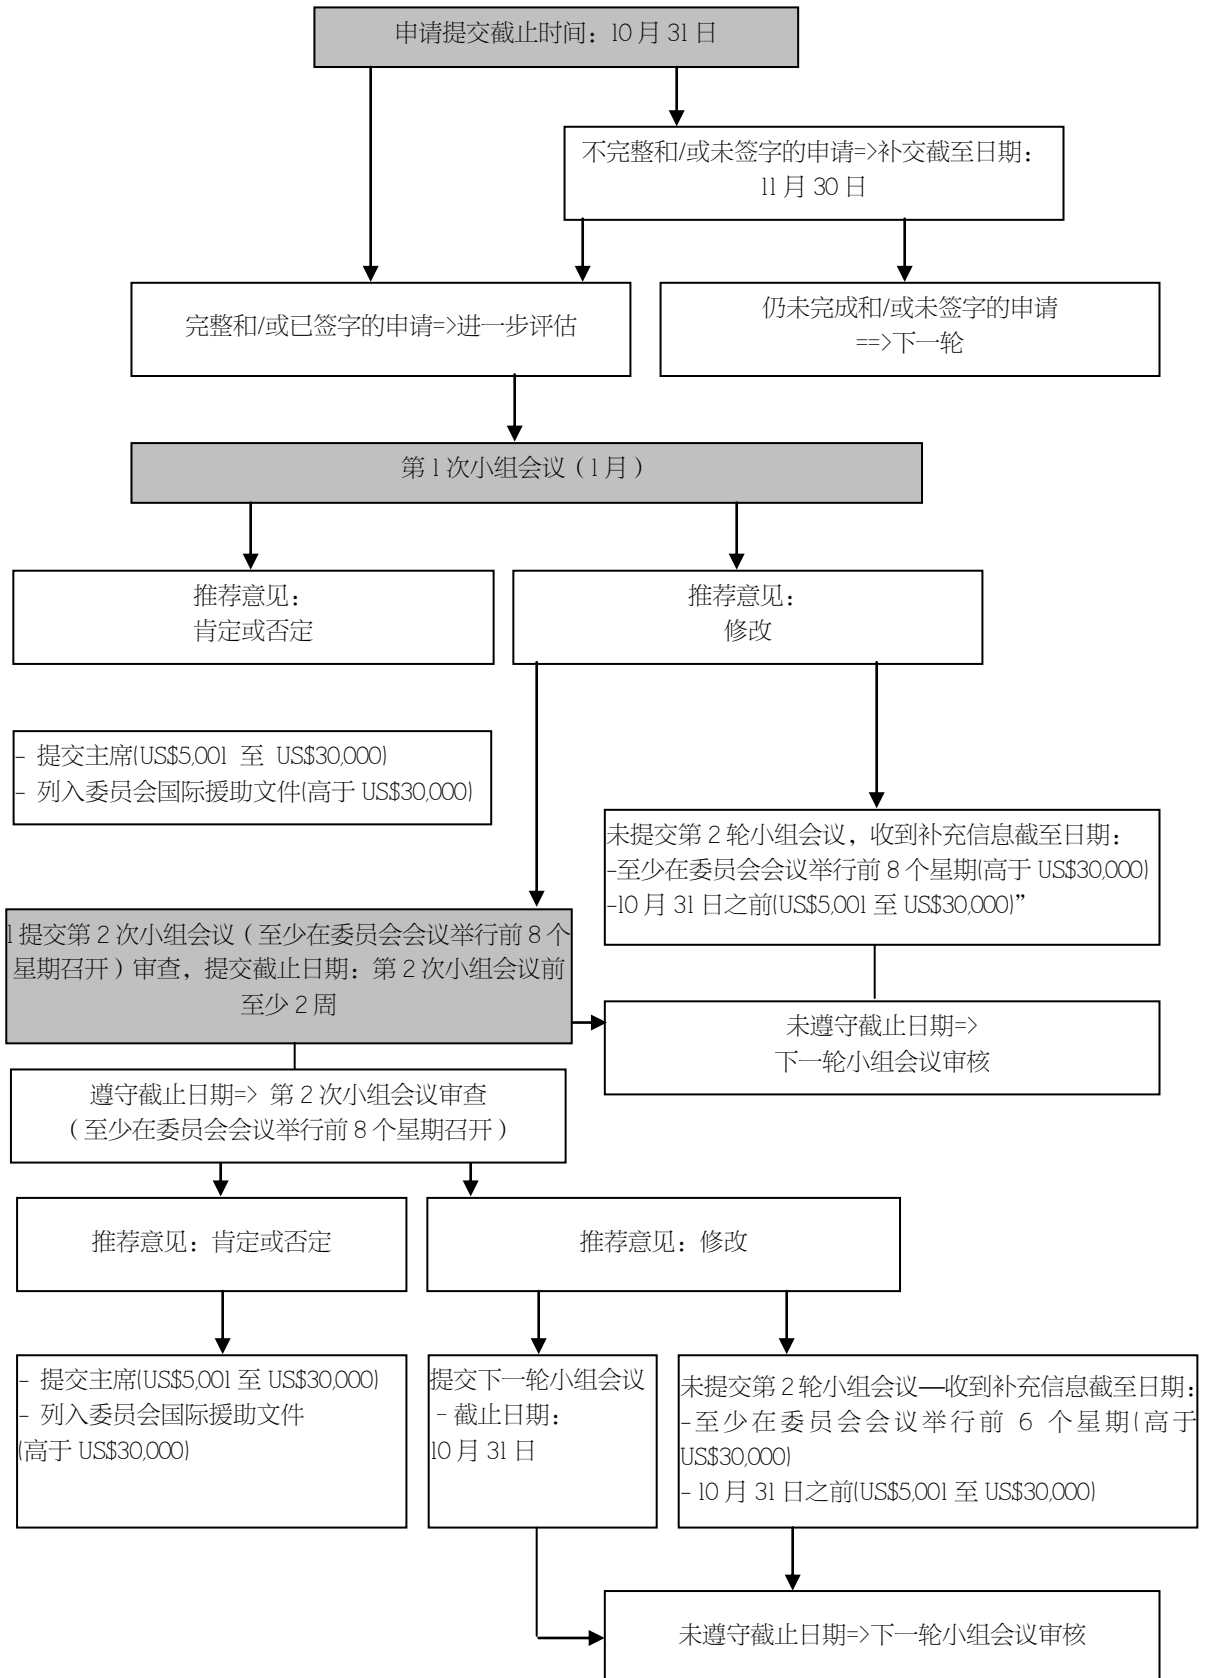 申请提交截止时间：10 月 31 日
不完整和/或未签字的申请=>补交截至日期：
11 月 30 日
完整和/或已签字的申请=>进一步评估
仍未完成和/或未签字的申请
==>下一轮
第 1 次小组会议（1 月）
推荐意见：
肯定或否定
推荐意见：
修改
- 提交主席(US$5,001 至 US$30,000)
- 列入委员会国际援助文件(高于 US$30,000)
未提交第 2 轮小组会议，收到补充信息截至日期：
-至少在委员会会议举行前 8 个星期(高于 US$30,000)
-10 月 31 日之前(US$5,001 至 US$30,000)”
1 提交第 2 次小组会议（至少在委员会会议举行前 8 个
星期召开）审查，提交截止日期：第 2 次小组会议前
至少 2 周
未遵守截止日期=>
下一轮小组会议审核
遵守截止日期=> 第 2 次小组会议审查
（至少在委员会会议举行前 8 个星期召开）
推荐意见：肯定或否定
推荐意见：修改
- 提交主席(US$5,001 至 US$30,000)
- 列入委员会国际援助文件
(高于 US$30,000)
提交下一轮小组会议
- 截止日期：
10 月 31 日
未提交第 2 轮小组会议—收到补充信息截至日期：
-至少在委员会会议举行前 6 个星期(高于
US$30,000)
- 10 月 31 日之前(US$5,001 至 US$30,000)
未遵守截止日期=>下一轮小组会议审核